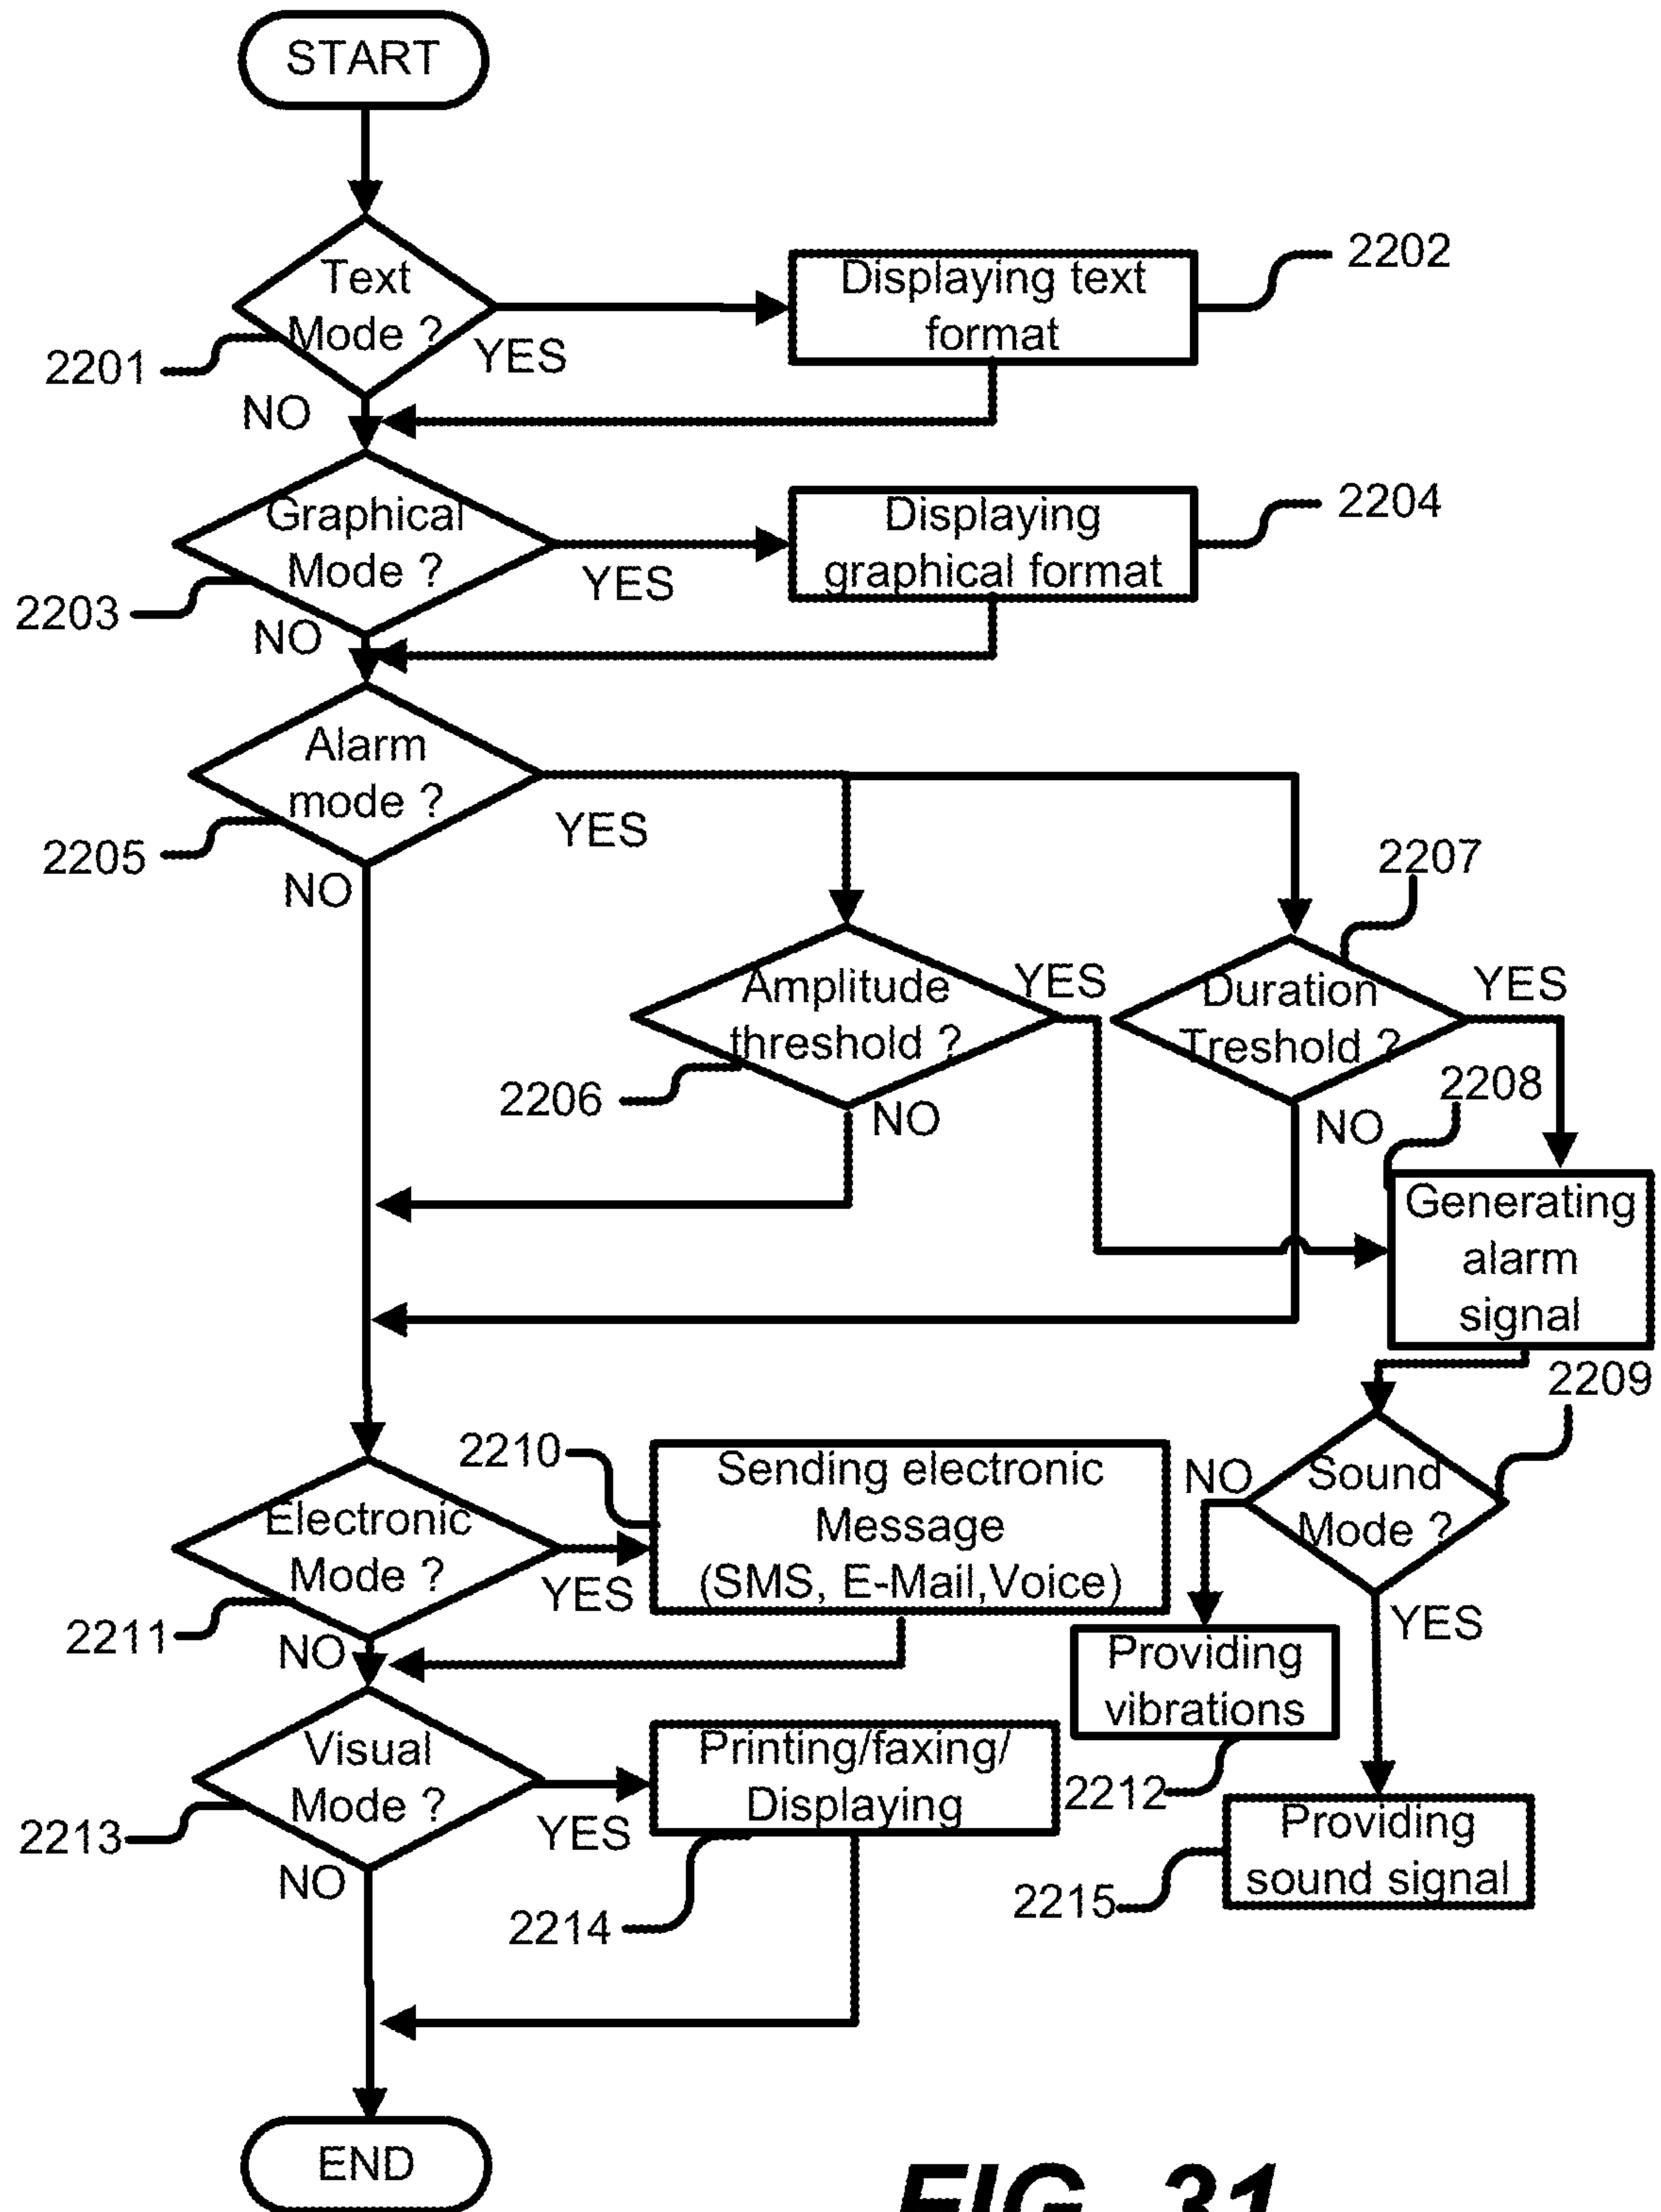 START
Text
Mode ?
2201
YES
NO
Displaying text
format
2202
Graphical
Mode ?
2203
YES
NO
Displaying
graphical format
2204
Alarm
mode ?
2205
YES
NO
Amplitude
threshold ?
2206
YES
NO
2207
Duration
Treshold ?
YES
NO
2208
Generating
alarm
signal
2209
Sound
Mode ?
NO
YES
2210
Sending electronic
Message
(SMS, E-Mail,Voice)
Electronic
Mode ?
2211
YES
NO
Providing
vibrations
2212
Visual
Mode ?
2213
YES
NO
Printing/faxing/
Displaying
2214
Providing
sound signal
2215
END
FIG. 31